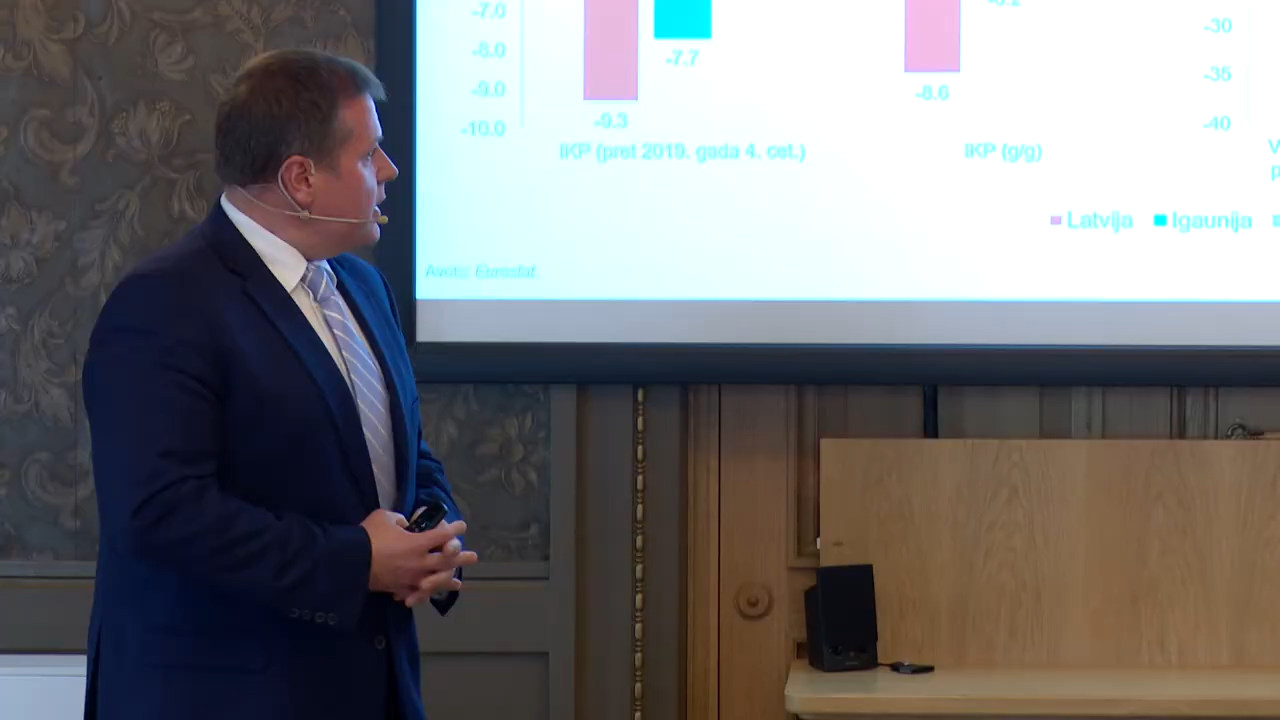 -7.0
-8.0
-9.0
-10.0
-7.7
-9.3
-8.6
-30
-35
-40
IKP (pret 2019. gada 4. cet.)
IKP (g/g)
Latvija
Igaunija
Avots: Eurostat.